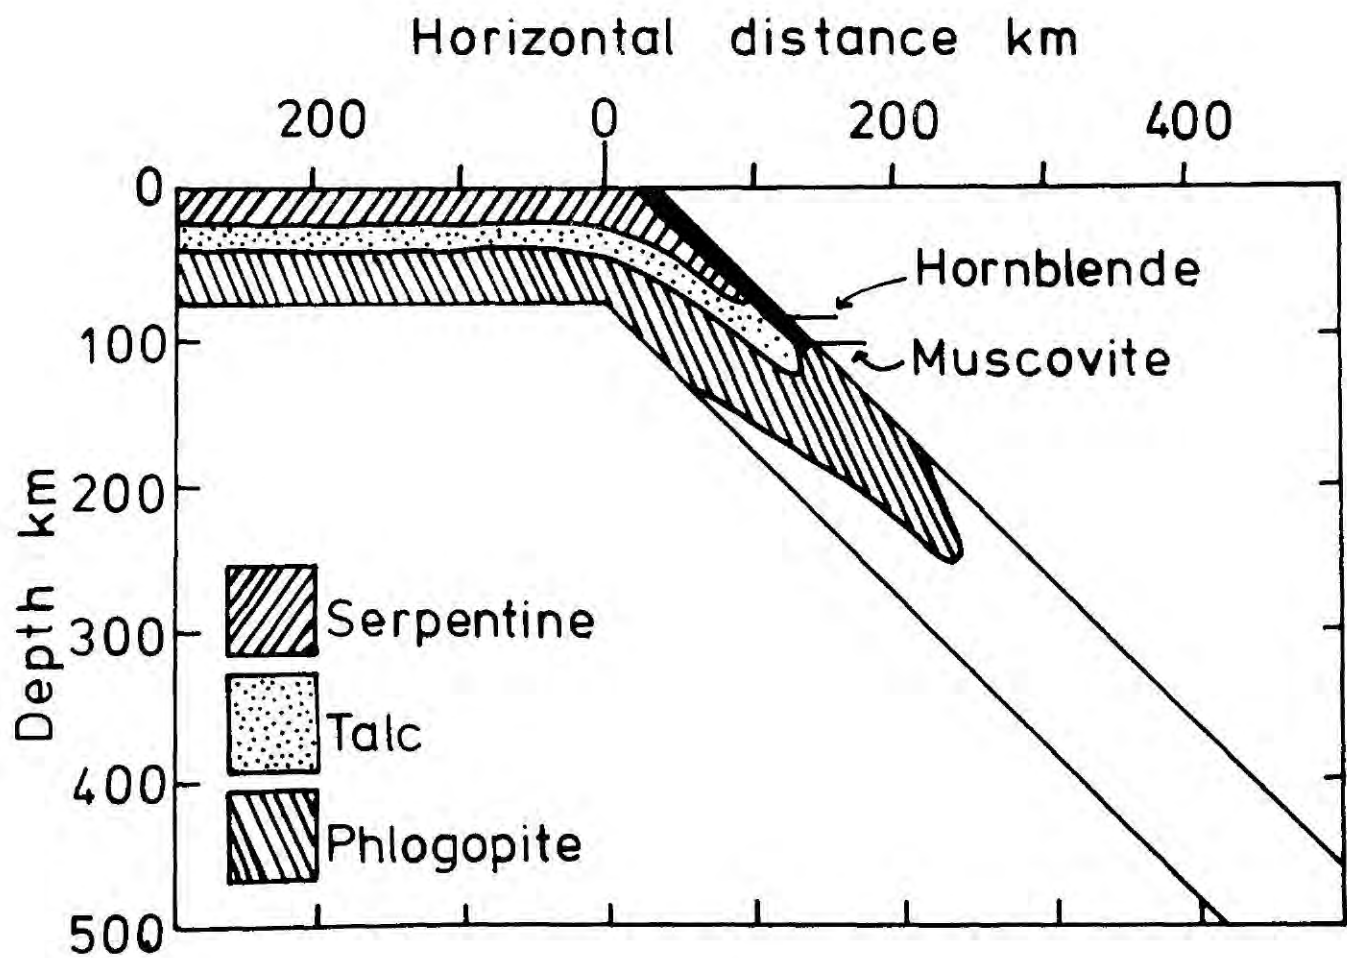 Horizontal distance km
200 0 200 400
0
Hornblende
100
Muscovite
Depth km
200
Serpentine
300
Talc
400
Phlogopite
500